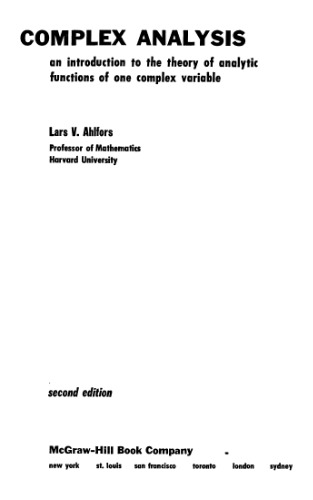 COMPLEX ANALYSIS
an introduction to the theory of analytic
functions of one complex variable
Lars V. Ahlfors
Professor of Mathematics
Harvard University
second edition
McGraw-Hill Book Company
new york st. louis san francisco toronto london sydney